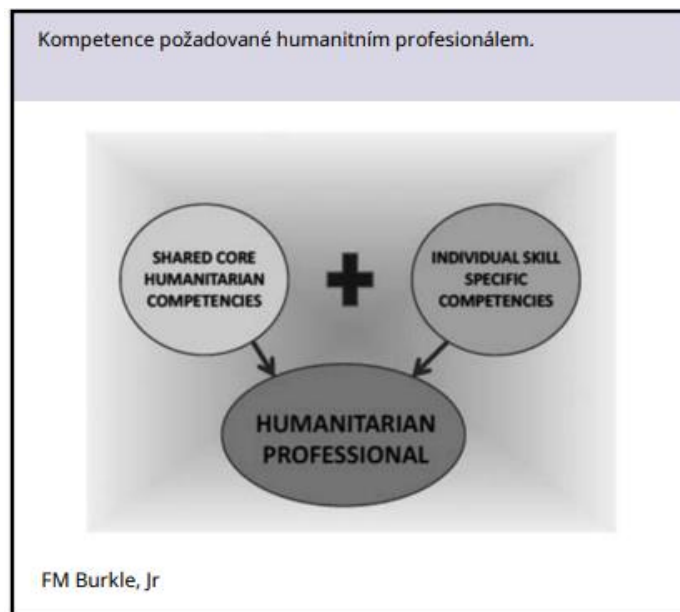 Kompetence požadované humanitním profesionálem.
SHARED CORE
HUMANITARIAN
COMPETENCIES
INDIVIDUAL SKILL
SPECIFIC
COMPETENCIES
HUMANITARIAN
PROFESSIONAL
FM Burkle, Jr